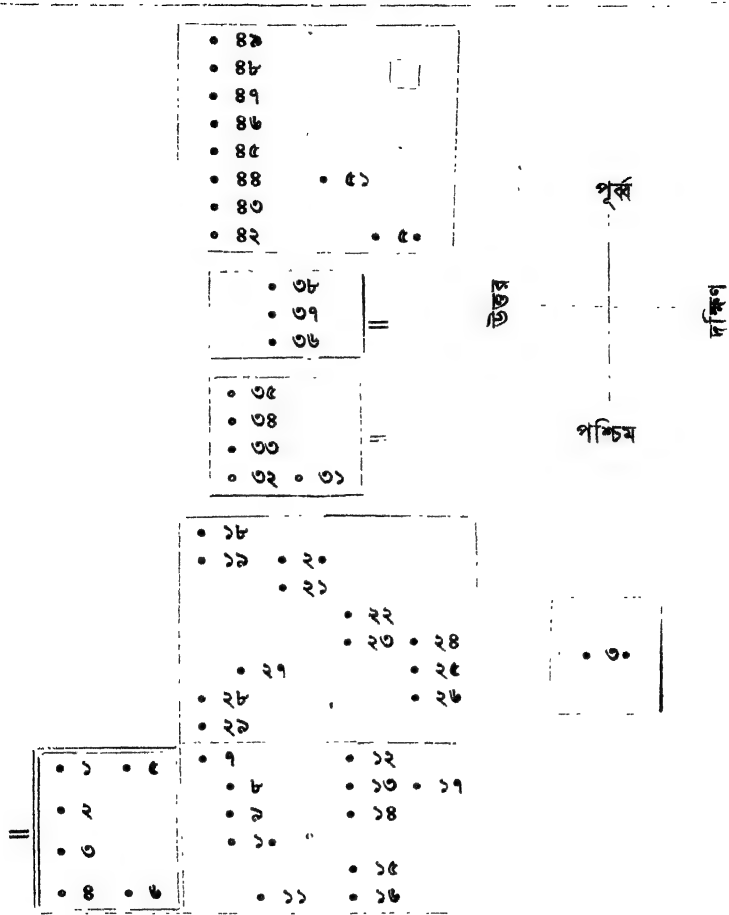 • ৪৯
• ৪৮
• ৪৭
• ৪৬
• ৪৫
• ৪৪ • ৫১
• ৪৩
• ৪২ • ৫০
পূর্ব্ব
উত্তর
দক্ষিণ
পশ্চিম
• ৩৮
• ৩৭
• ৩৬
• ৩৫
• ৩৪
• ৩৩
• ৩২ • ৩১
• ১৮
• ১৯ • ২০
• ২১
• ২২
• ২৩ • ২৪
• ২৭ • ২৫
• ২৮ • ২৬
• ২৯
• ৩০
• ১ • ৫
• ২
• ৩
• ৪ • ৬
• ৭ • ১২
• ৮ • ১৩ • ১৭
• ৯ • ১৪
• ১০
• ১৫
• ১১ • ১৬